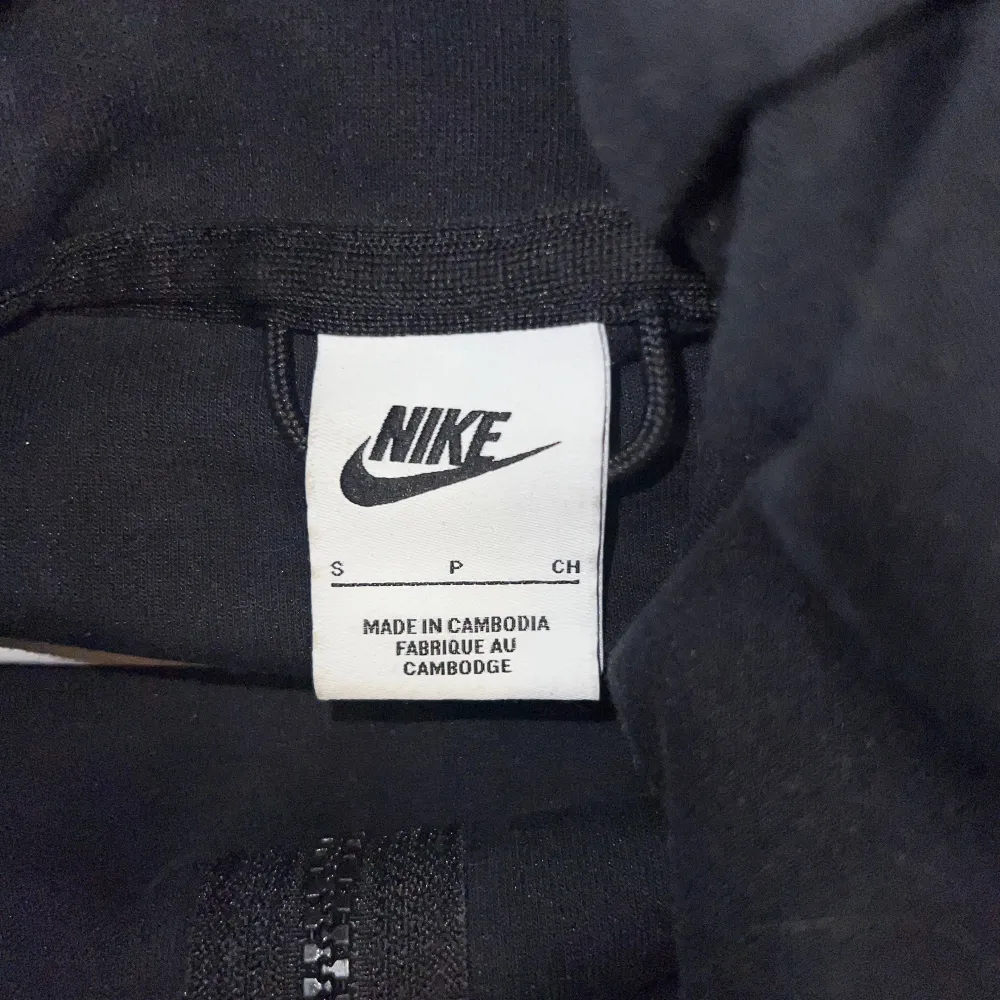 NIKE
S P CH
MADE IN CAMBODIA
FABRIQUE AU
CAMBODGE